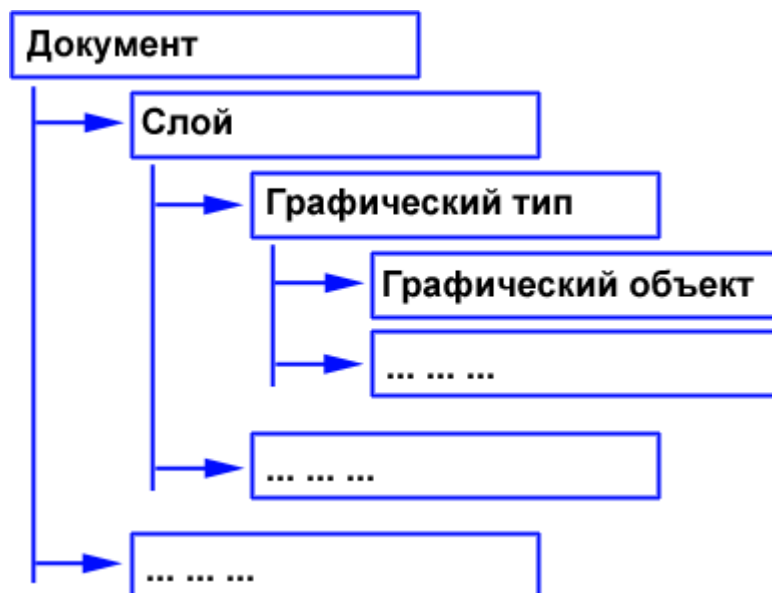 Документ
Слой
Графический тип
Графический объект
... ... ...
... ... ...
... ... ...